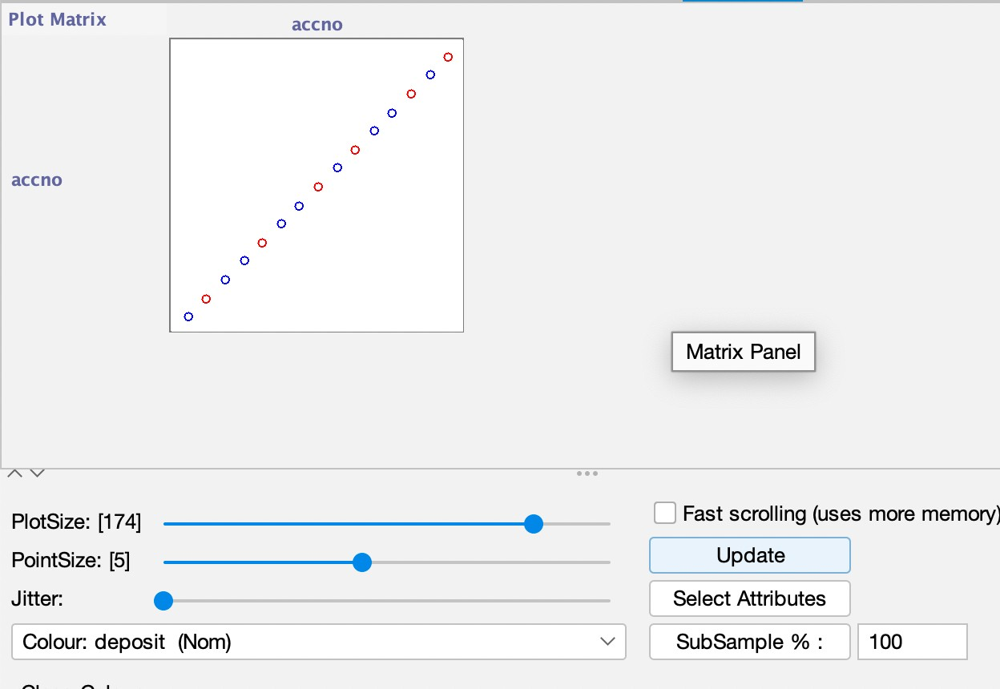 Plot Matrix
accno
accno
Matrix Panel
PlotSize: [174]
Fast scrolling (uses more memory)
PointSize: [5]
Update
Jitter:
Select Attributes
Colour: deposit (Nom)
SubSample % :
100